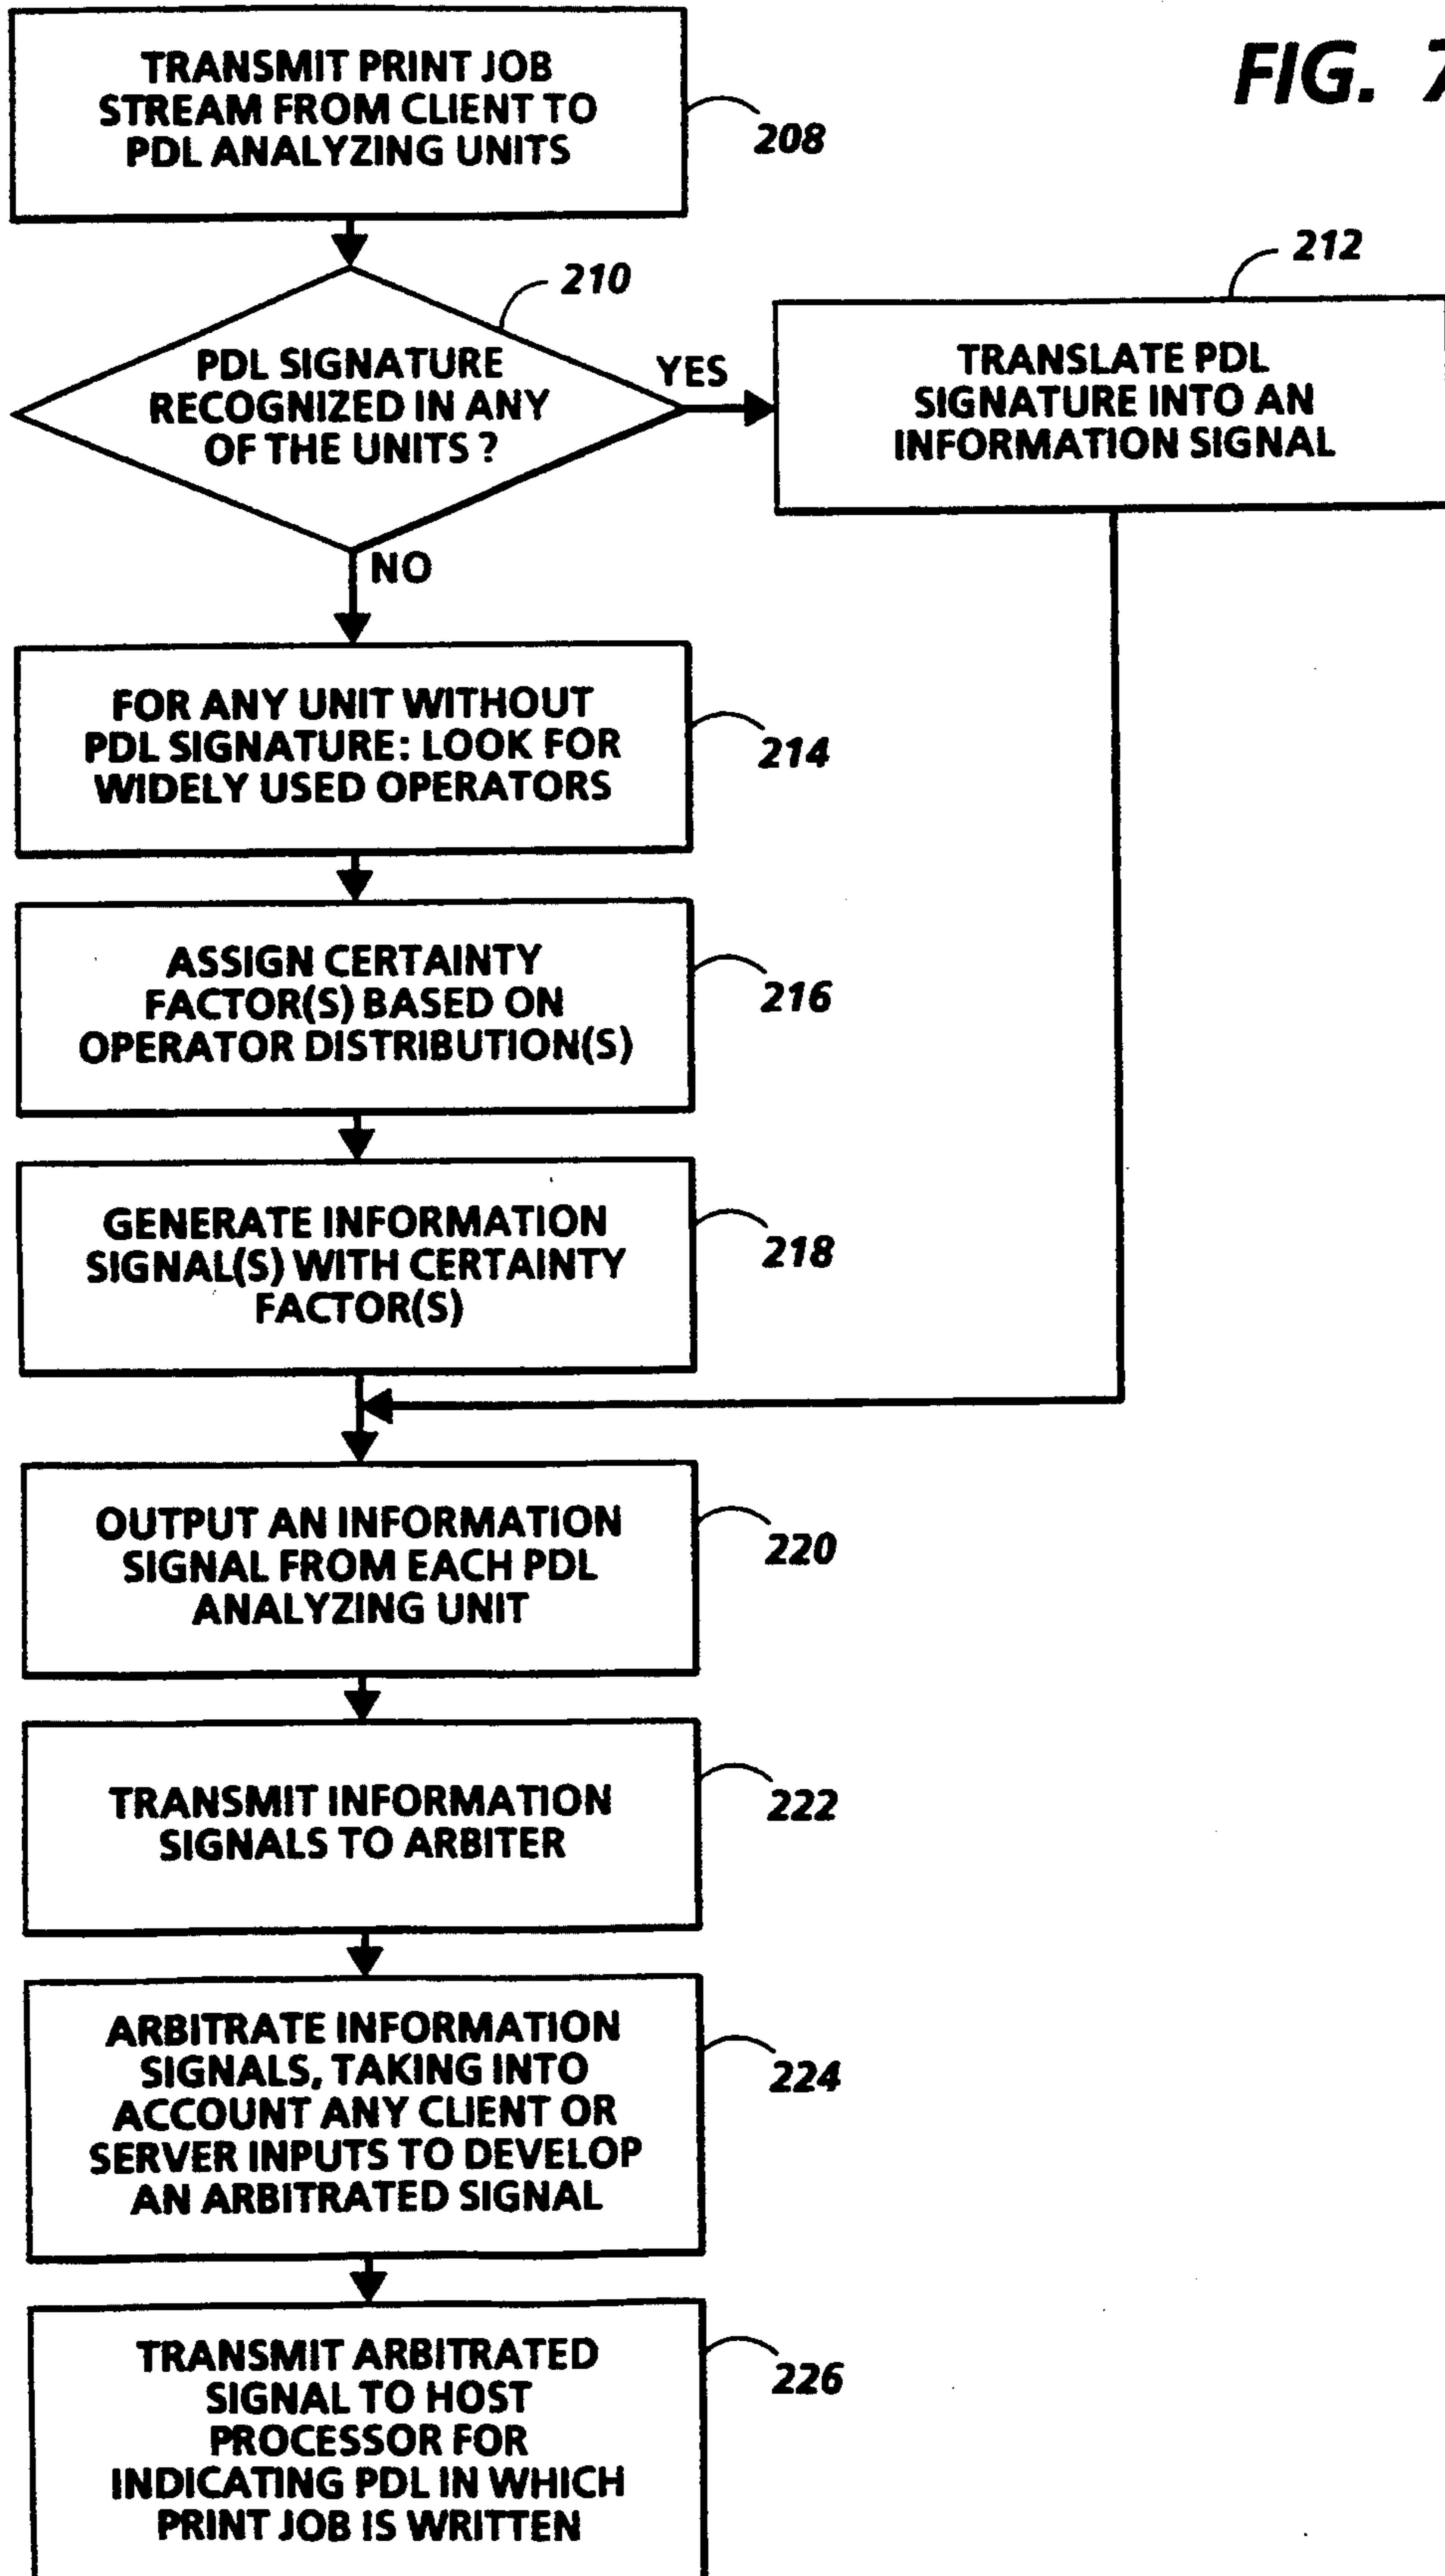 FIG. 7
TRANSMIT PRINT JOB
STREAM FROM CLIENT TO
PDL ANALYZING UNITS
208
210
PDL SIGNATURE
RECOGNIZED IN ANY
OF THE UNITS ?
YES
212
TRANSLATE PDL
SIGNATURE INTO AN
INFORMATION SIGNAL
NO
FOR ANY UNIT WITHOUT
PDL SIGNATURE: LOOK FOR
WIDELY USED OPERATORS
214
ASSIGN CERTAINTY
FACTOR(S) BASED ON
OPERATOR DISTRIBUTION(S)
216
GENERATE INFORMATION
SIGNAL(S) WITH CERTAINTY
FACTOR(S)
218
OUTPUT AN INFORMATION
SIGNAL FROM EACH PDL
ANALYZING UNIT
220
TRANSMIT INFORMATION
SIGNALS TO ARBITER
222
ARBITRATE INFORMATION
SIGNALS, TAKING INTO
ACCOUNT ANY CLIENT OR
SERVER INPUTS TO DEVELOP
AN ARBITRATED SIGNAL
224
TRANSMIT ARBITRATED
SIGNAL TO HOST
PROCESSOR FOR
INDICATING PDL IN WHICH
PRINT JOB IS WRITTEN
226